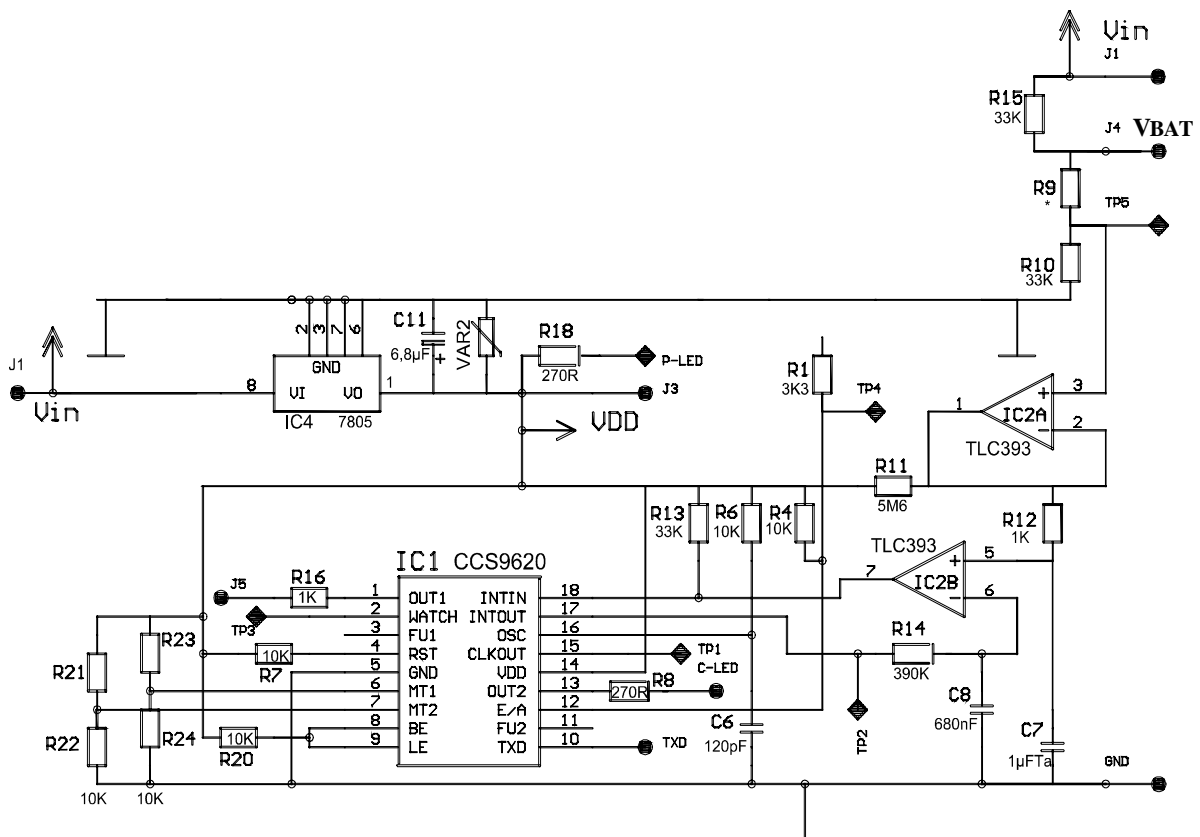 Vin
J1
R15
33K
J4 VBAT
R9
*
TP5
R10
33K
2 3 7 6
C11
6,8µF
+
VAR2
R18
270R
P-LED
J3
R1
3K3
TP4
J1
Vin
8 VI GND VO 1
IC4 7805
VDD
1 IC2A + 3
- 2
TLC393
R11
5M6
R13
33K
R6
10K
R4
10K
R12
1K
TLC393
7 IC2B + 5
- 6
IC1 CCS9620
J5 R16
1K
TP3
1 OUT1 INTIN 18
2 WATCH INTOUT 17
3 FU1 OSC 16
4 RST CLKOUT 15
5 GND VDD 14
6 MT1 OUT2 13
7 MT2 E/A 12
8 BE FU2 11
9 LE TXD 10
R23
R21
10K
R7
R22
R24
10K
R20
10K 10K
TP1
C-LED
270R R8
TXD
R14
390K
C6
120pF
TP2
C8
680nF
C7
1µFTa
GND